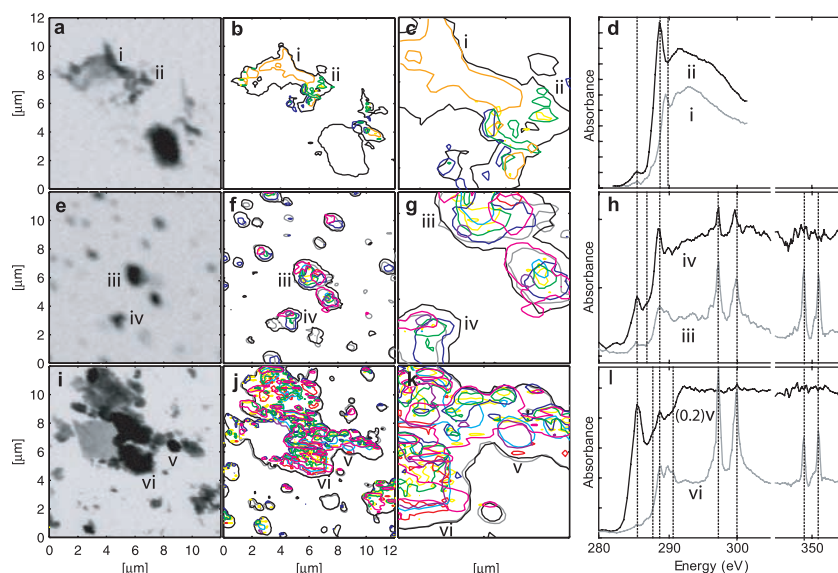 a
i
ii
12
10
8
6
4
2
0
[μm]
b
i
ii
c
i
ii
d
ii
i
Absorbance
e
iii
iv
10
8
6
4
2
0
[μm]
f
iii
iv
g
iii
iv
h
iv
iii
Absorbance
i
v
vi
10
8
6
4
2
0
[μm]
j
v
vi
k
v
vi
l
(0.2)v
vi
Absorbance
0 2 4 6 8 10
[μm]
0 2 4 6 8 10 12
[μm]
[μm]
280 290 300 350
Energy (eV)